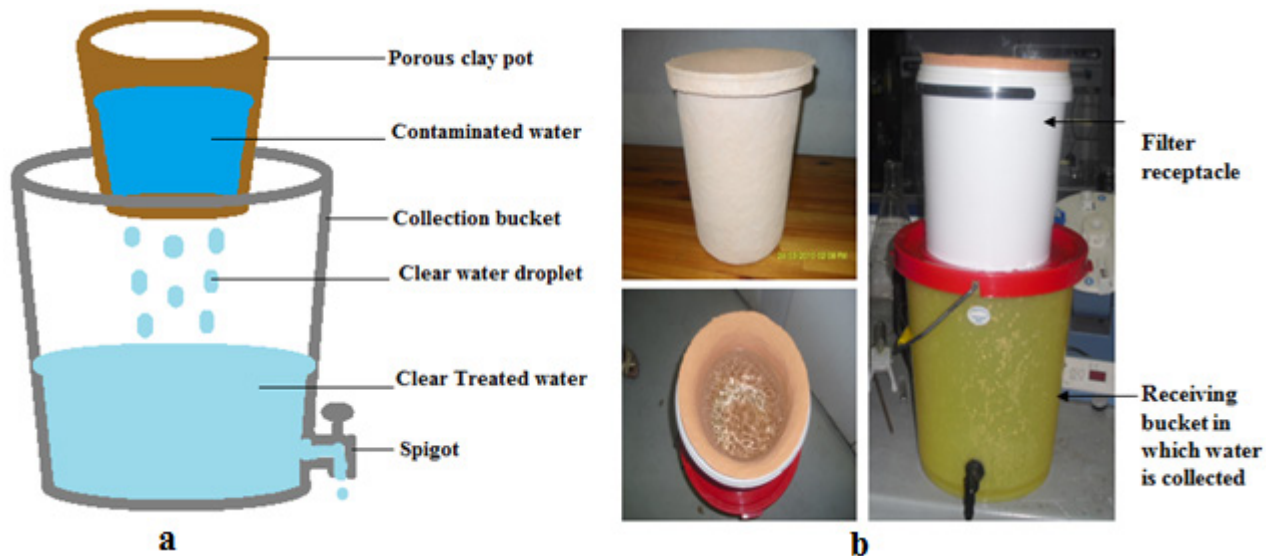 Porous clay pot
Contaminated water
Collection bucket
Clear water droplet
Clear Treated water
Spigot
a
Filter
receptacle
Receiving
bucket in
which water
is collected
b